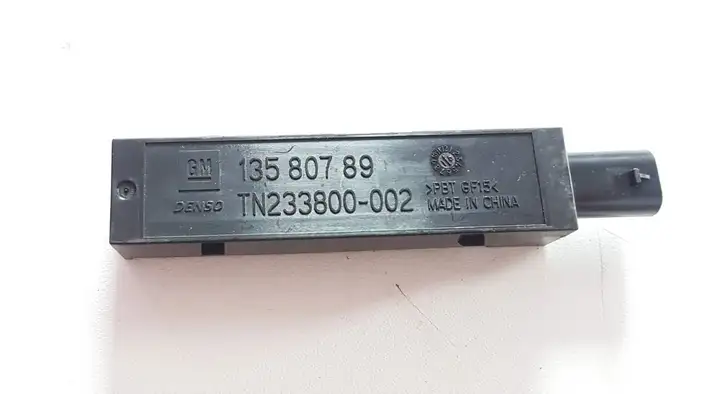 GM
135 807 89
DENSO
TN233800-002
>PBT GF15<
MADE IN CHINA